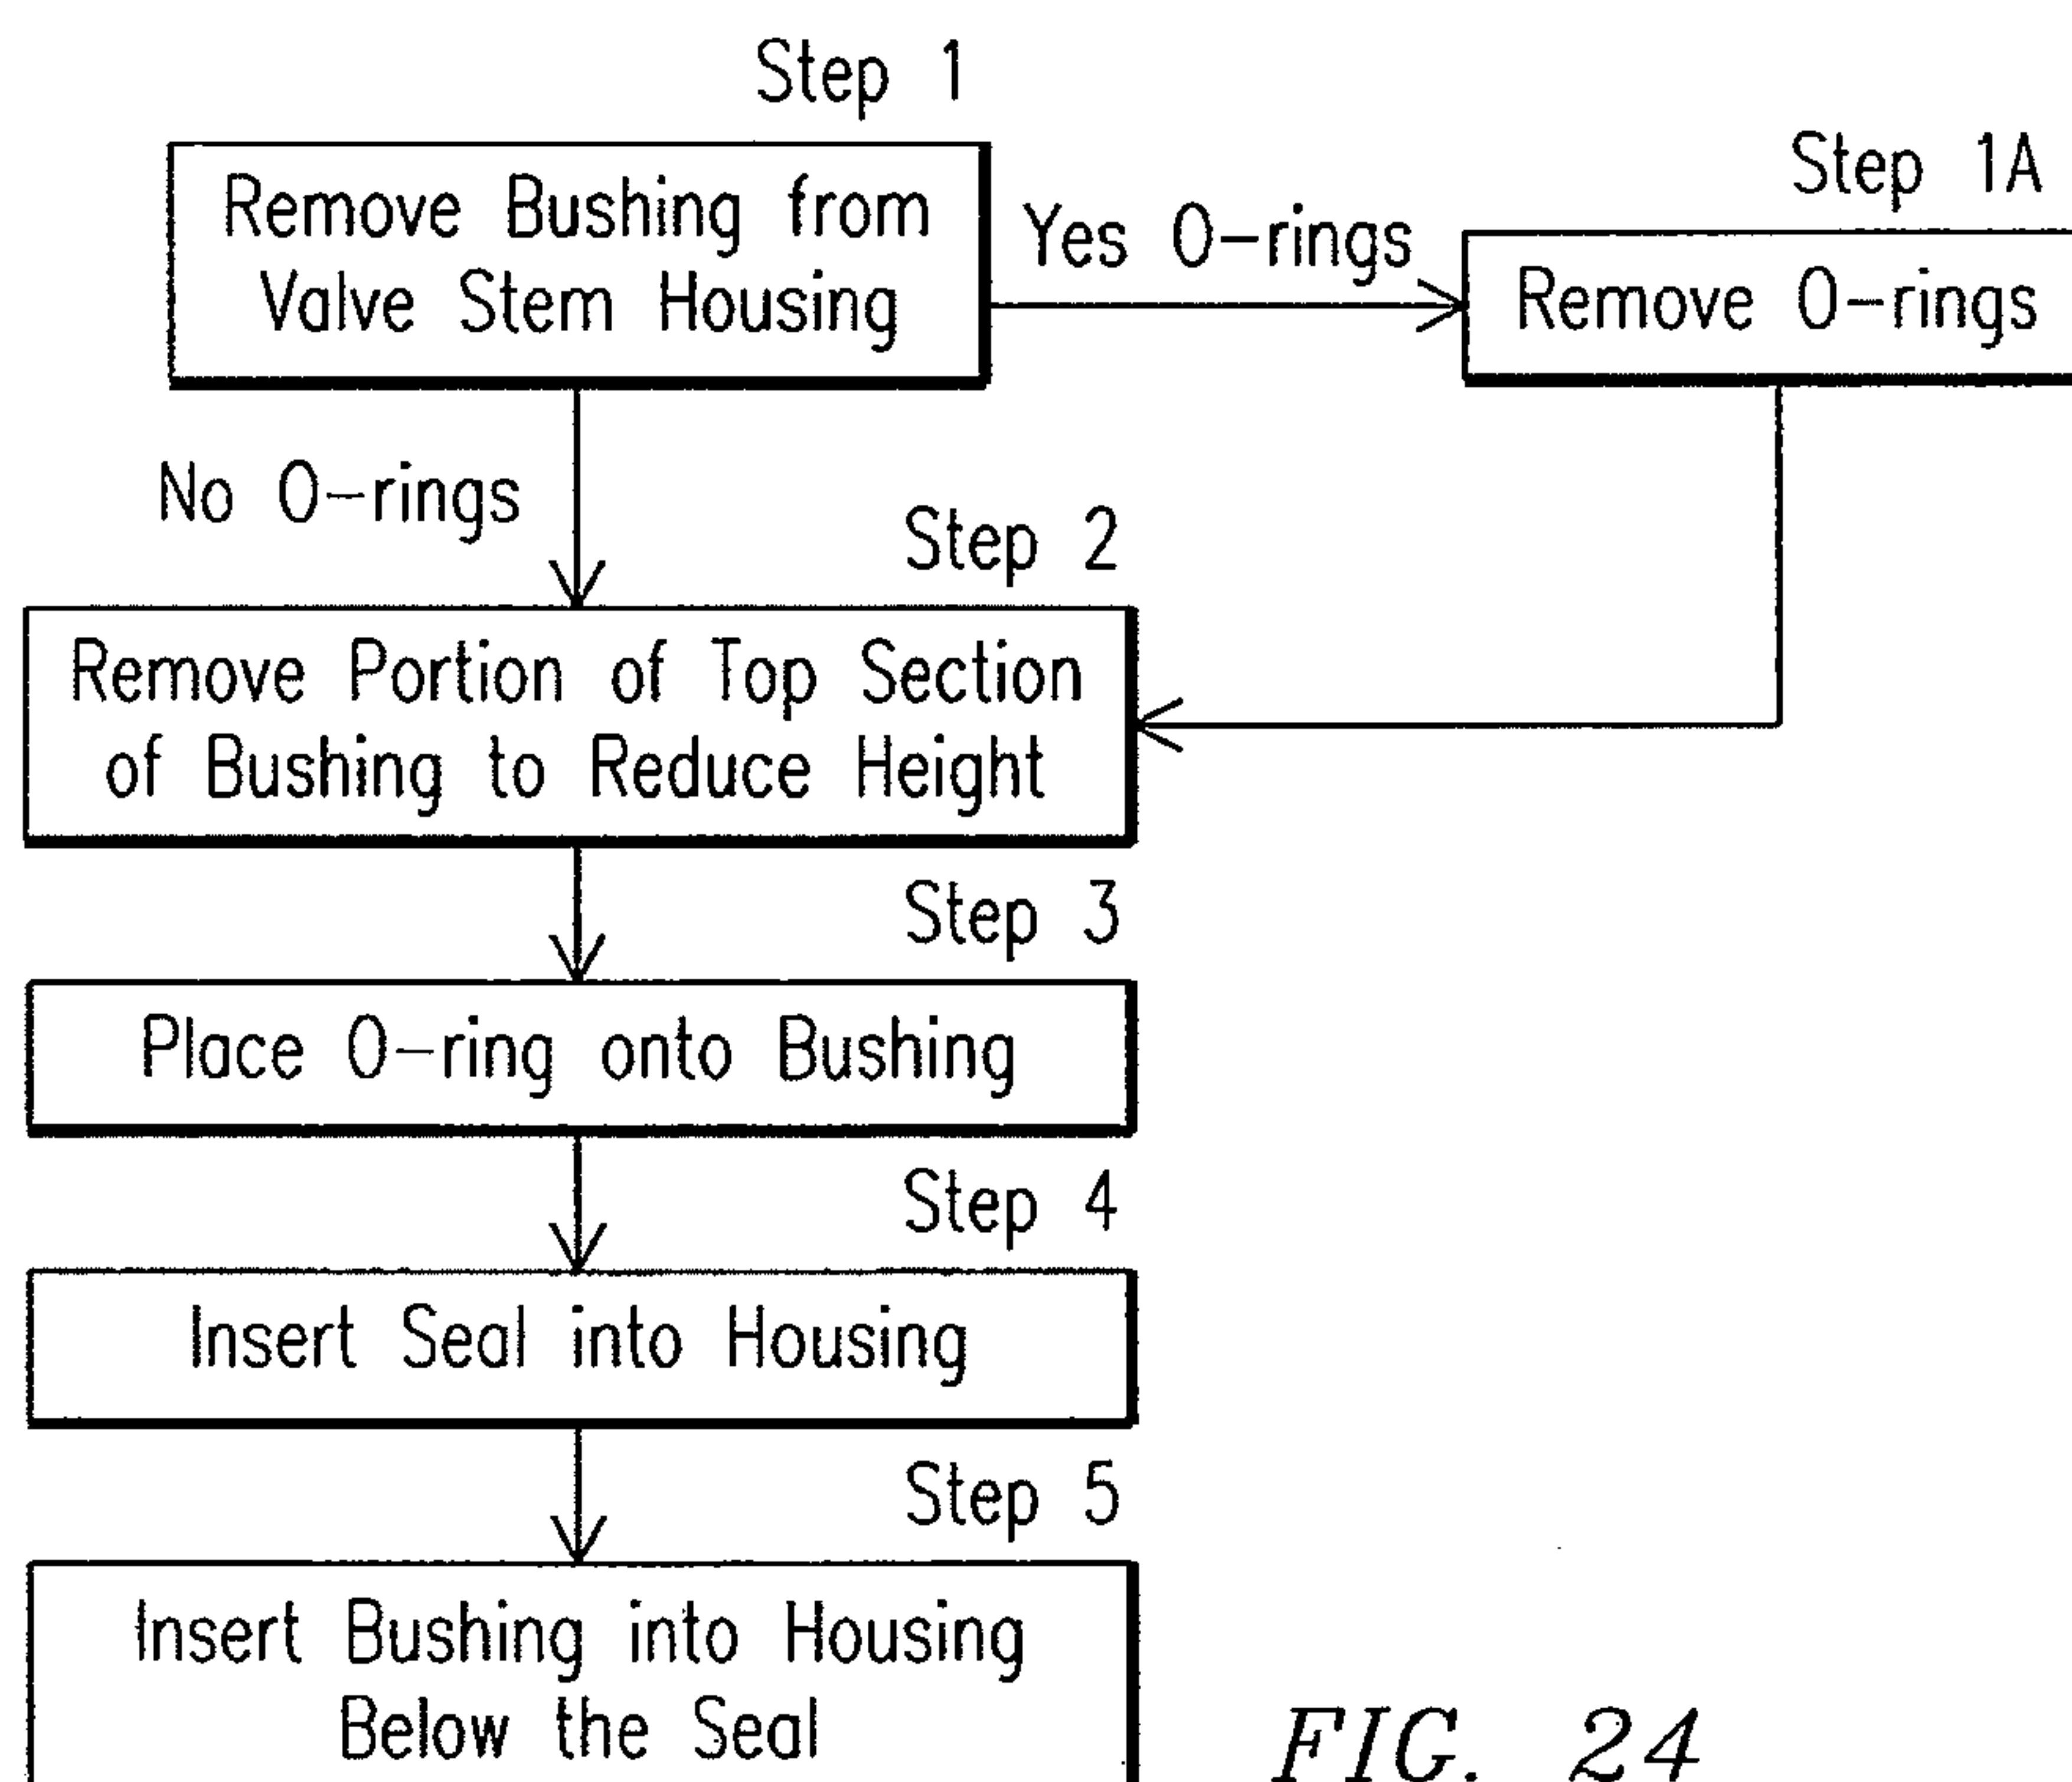 Step 1
Remove Bushing from
Valve Stem Housing
Yes O-rings
Step 1A
Remove O-rings
No O-rings
Step 2
Remove Portion of Top Section
of Bushing to Reduce Height
Step 3
Place O-ring onto Bushing
Step 4
Insert Seal into Housing
Step 5
Insert Bushing into Housing
Below the Seal
FIG. 24